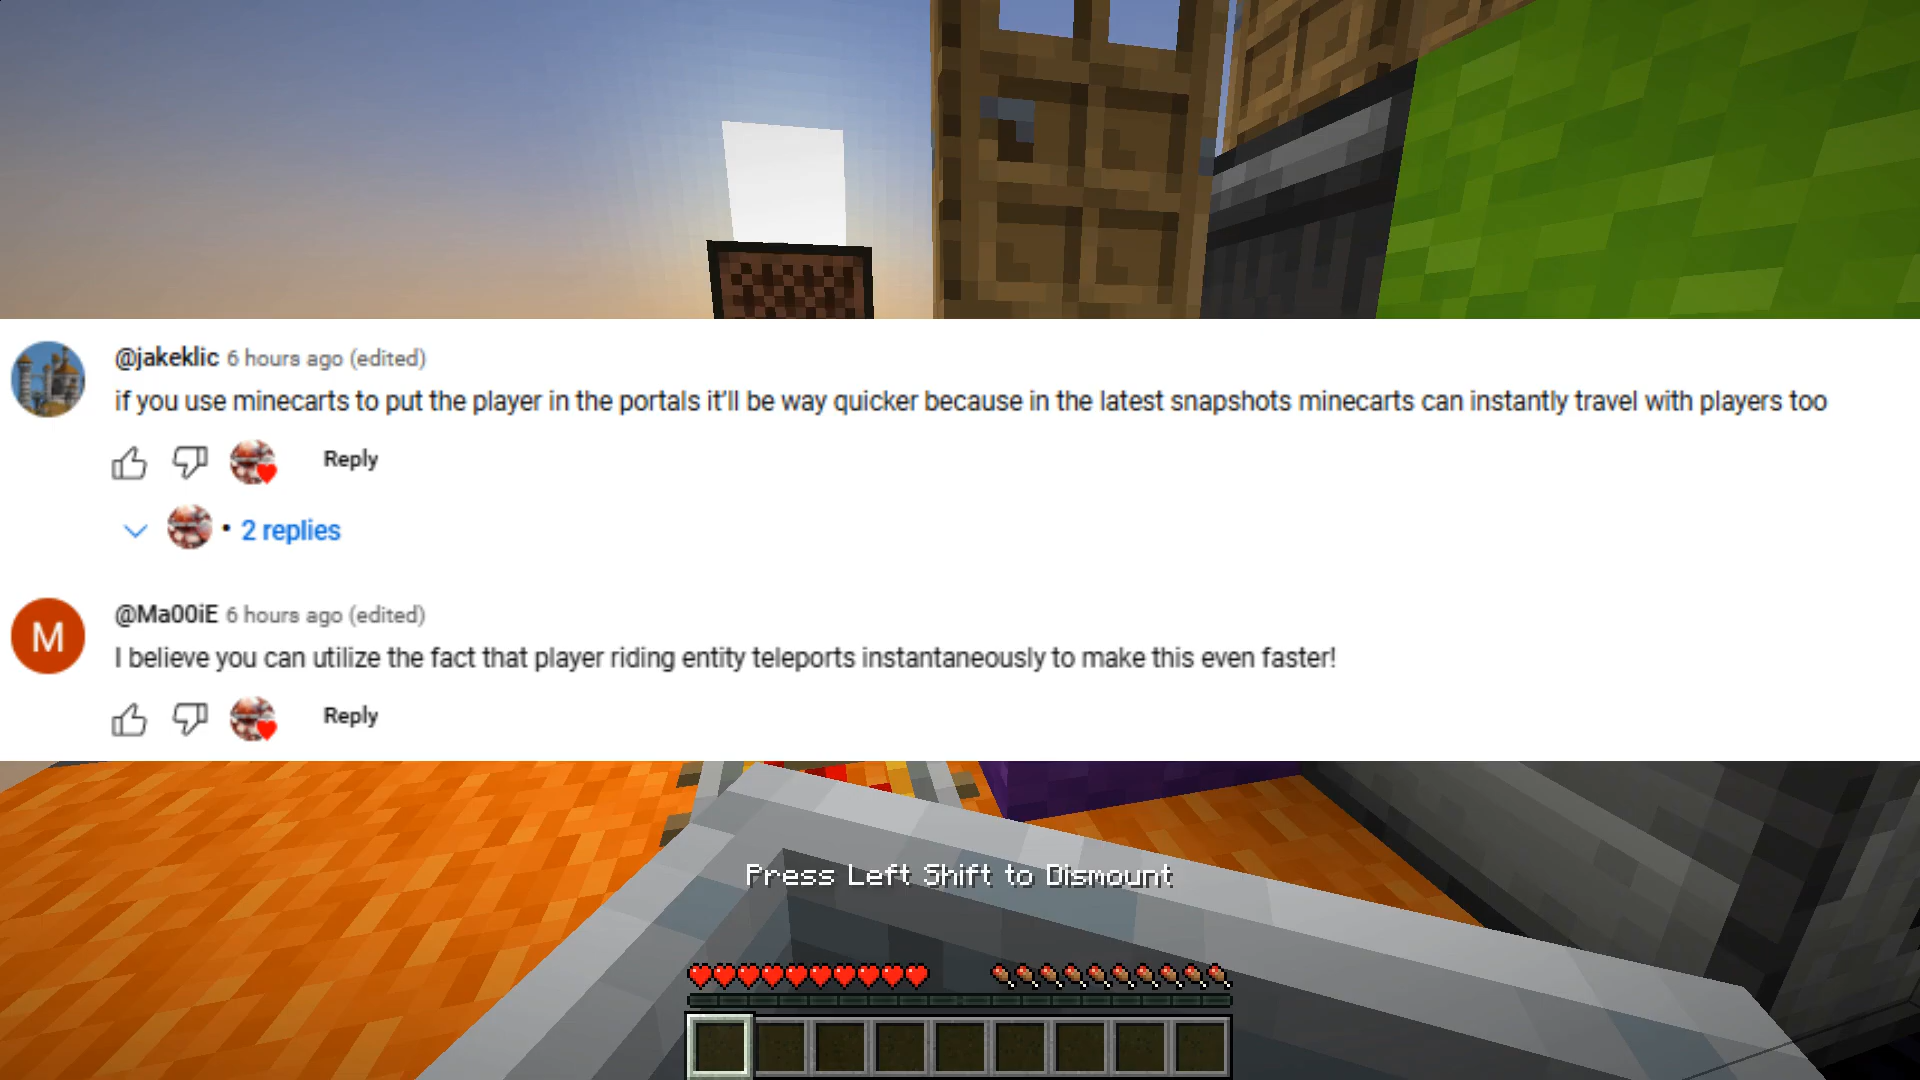 @jakeklic 6 hours ago (edited)
if you use minecarts to put the player in the portals it'll be way quicker because in the latest snapshots minecarts can instantly travel with players too
Reply
• 2 replies
M
@Ma00iE 6 hours ago (edited)
I believe you can utilize the fact that player riding entity teleports instantaneously to make this even faster!
Reply
Press Left Shift to Dismount